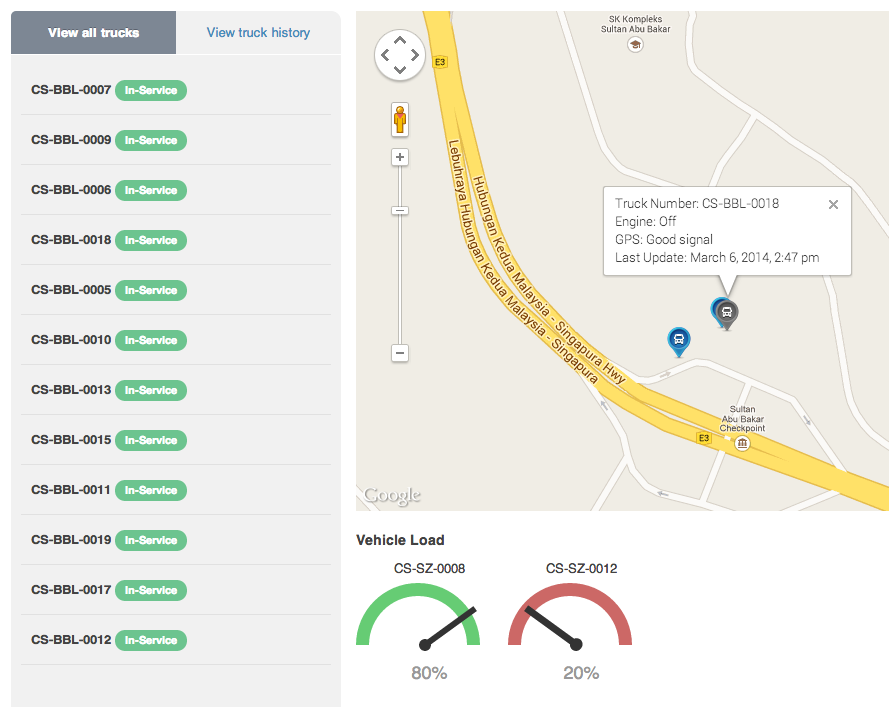 View all trucks
View truck history
CS-BBL-0007 In-Service
CS-BBL-0009 In-Service
CS-BBL-0006 In-Service
CS-BBL-0018 In-Service
CS-BBL-0005 In-Service
CS-BBL-0010 In-Service
CS-BBL-0013 In-Service
CS-BBL-0015 In-Service
CS-BBL-0011 In-Service
CS-BBL-0019 In-Service
CS-BBL-0017 In-Service
CS-BBL-0012 In-Service
SK Kompleks
Sultan Abu Bakar
E3
Lebuhraya Hubungan Kedua Malaysia - Singapura
Hubungan Kedua Malaysia - Singapura Hwy
Truck Number: CS-BBL-0018
Engine: Off
GPS: Good signal
Last Update: March 6, 2014, 2:47 pm
Sultan
Abu Bakar
Checkpoint
E3
Google
Vehicle Load
CS-SZ-0008
80%
CS-SZ-0012
20%